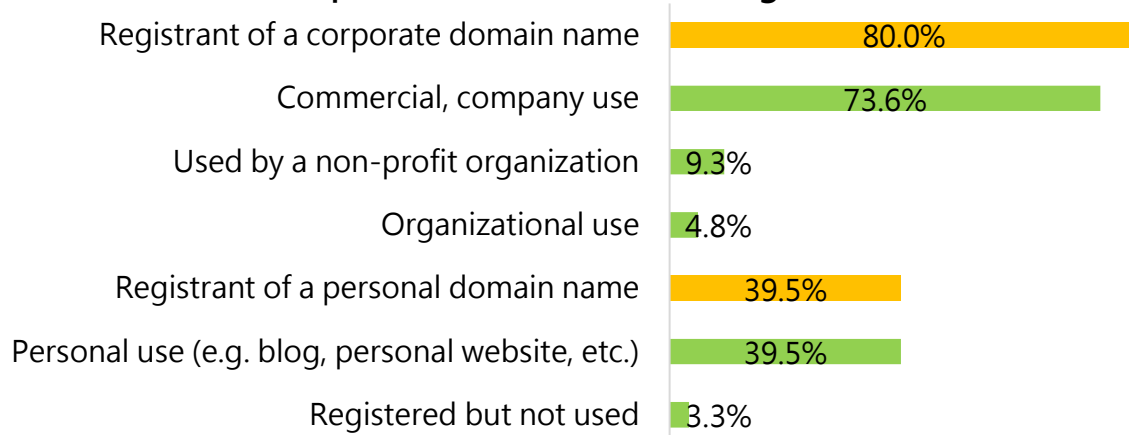 Registrant of a corporate domain name 80.0%
Commercial, company use 73.6%
Used by a non-profit organization 9.3%
Organizational use 4.8%
Registrant of a personal domain name 39.5%
Personal use (e.g. blog, personal website, etc.) 39.5%
Registered but not used 3.3%